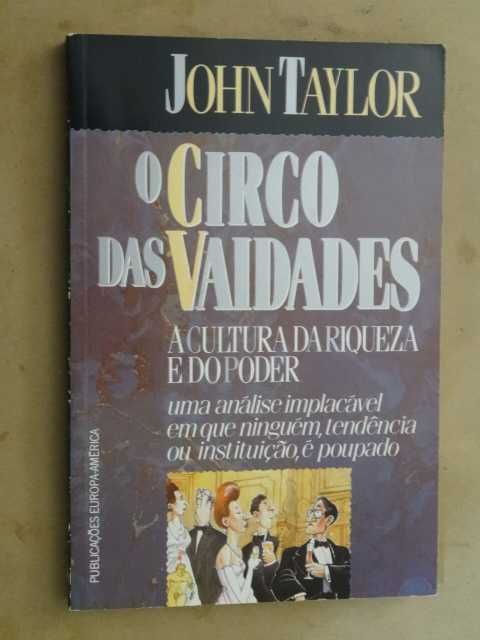 JOHN TAYLOR
O CIRCO
DAS VAIDADES
A CULTURA DA RIQUEZA
E DO PODER
uma análise implacável
em que ninguém, tendência
ou instituição, é poupado
PUBLICAÇÕES EUROPA-AMÉRICA